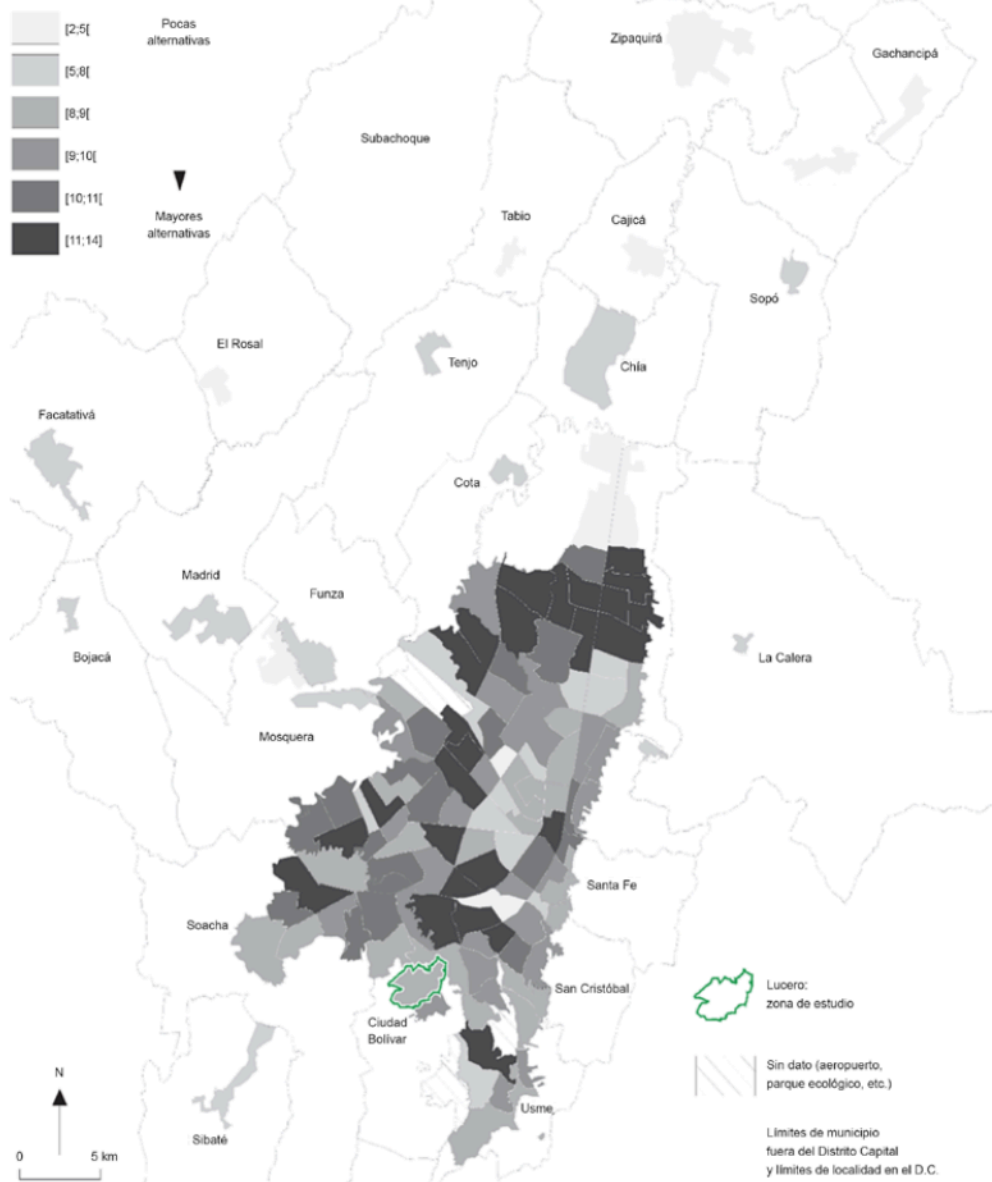 [2;5[
Pocas
alternativas
[5;8[
[8;9[
[9;10[
[10;11[
Mayores
alternativas
[11;14]
Zipaquirá
Gachancipá
Subachoque
Tabio
Cajicá
Sopó
El Rosal
Tenjo
Chía
Facatativá
Cota
Madrid
Funza
Bojacá
La Calera
Mosquera
Santa Fe
Soacha
San Cristóbal
Lucero:
zona de estudio
Ciudad
Bolívar
N
Sin dato (aeropuerto,
parque ecológico, etc.)
Usme
Sibaté
Límites de municipio
fuera del Distrito Capital
y límites de localidad en el D.C.
0
5 km